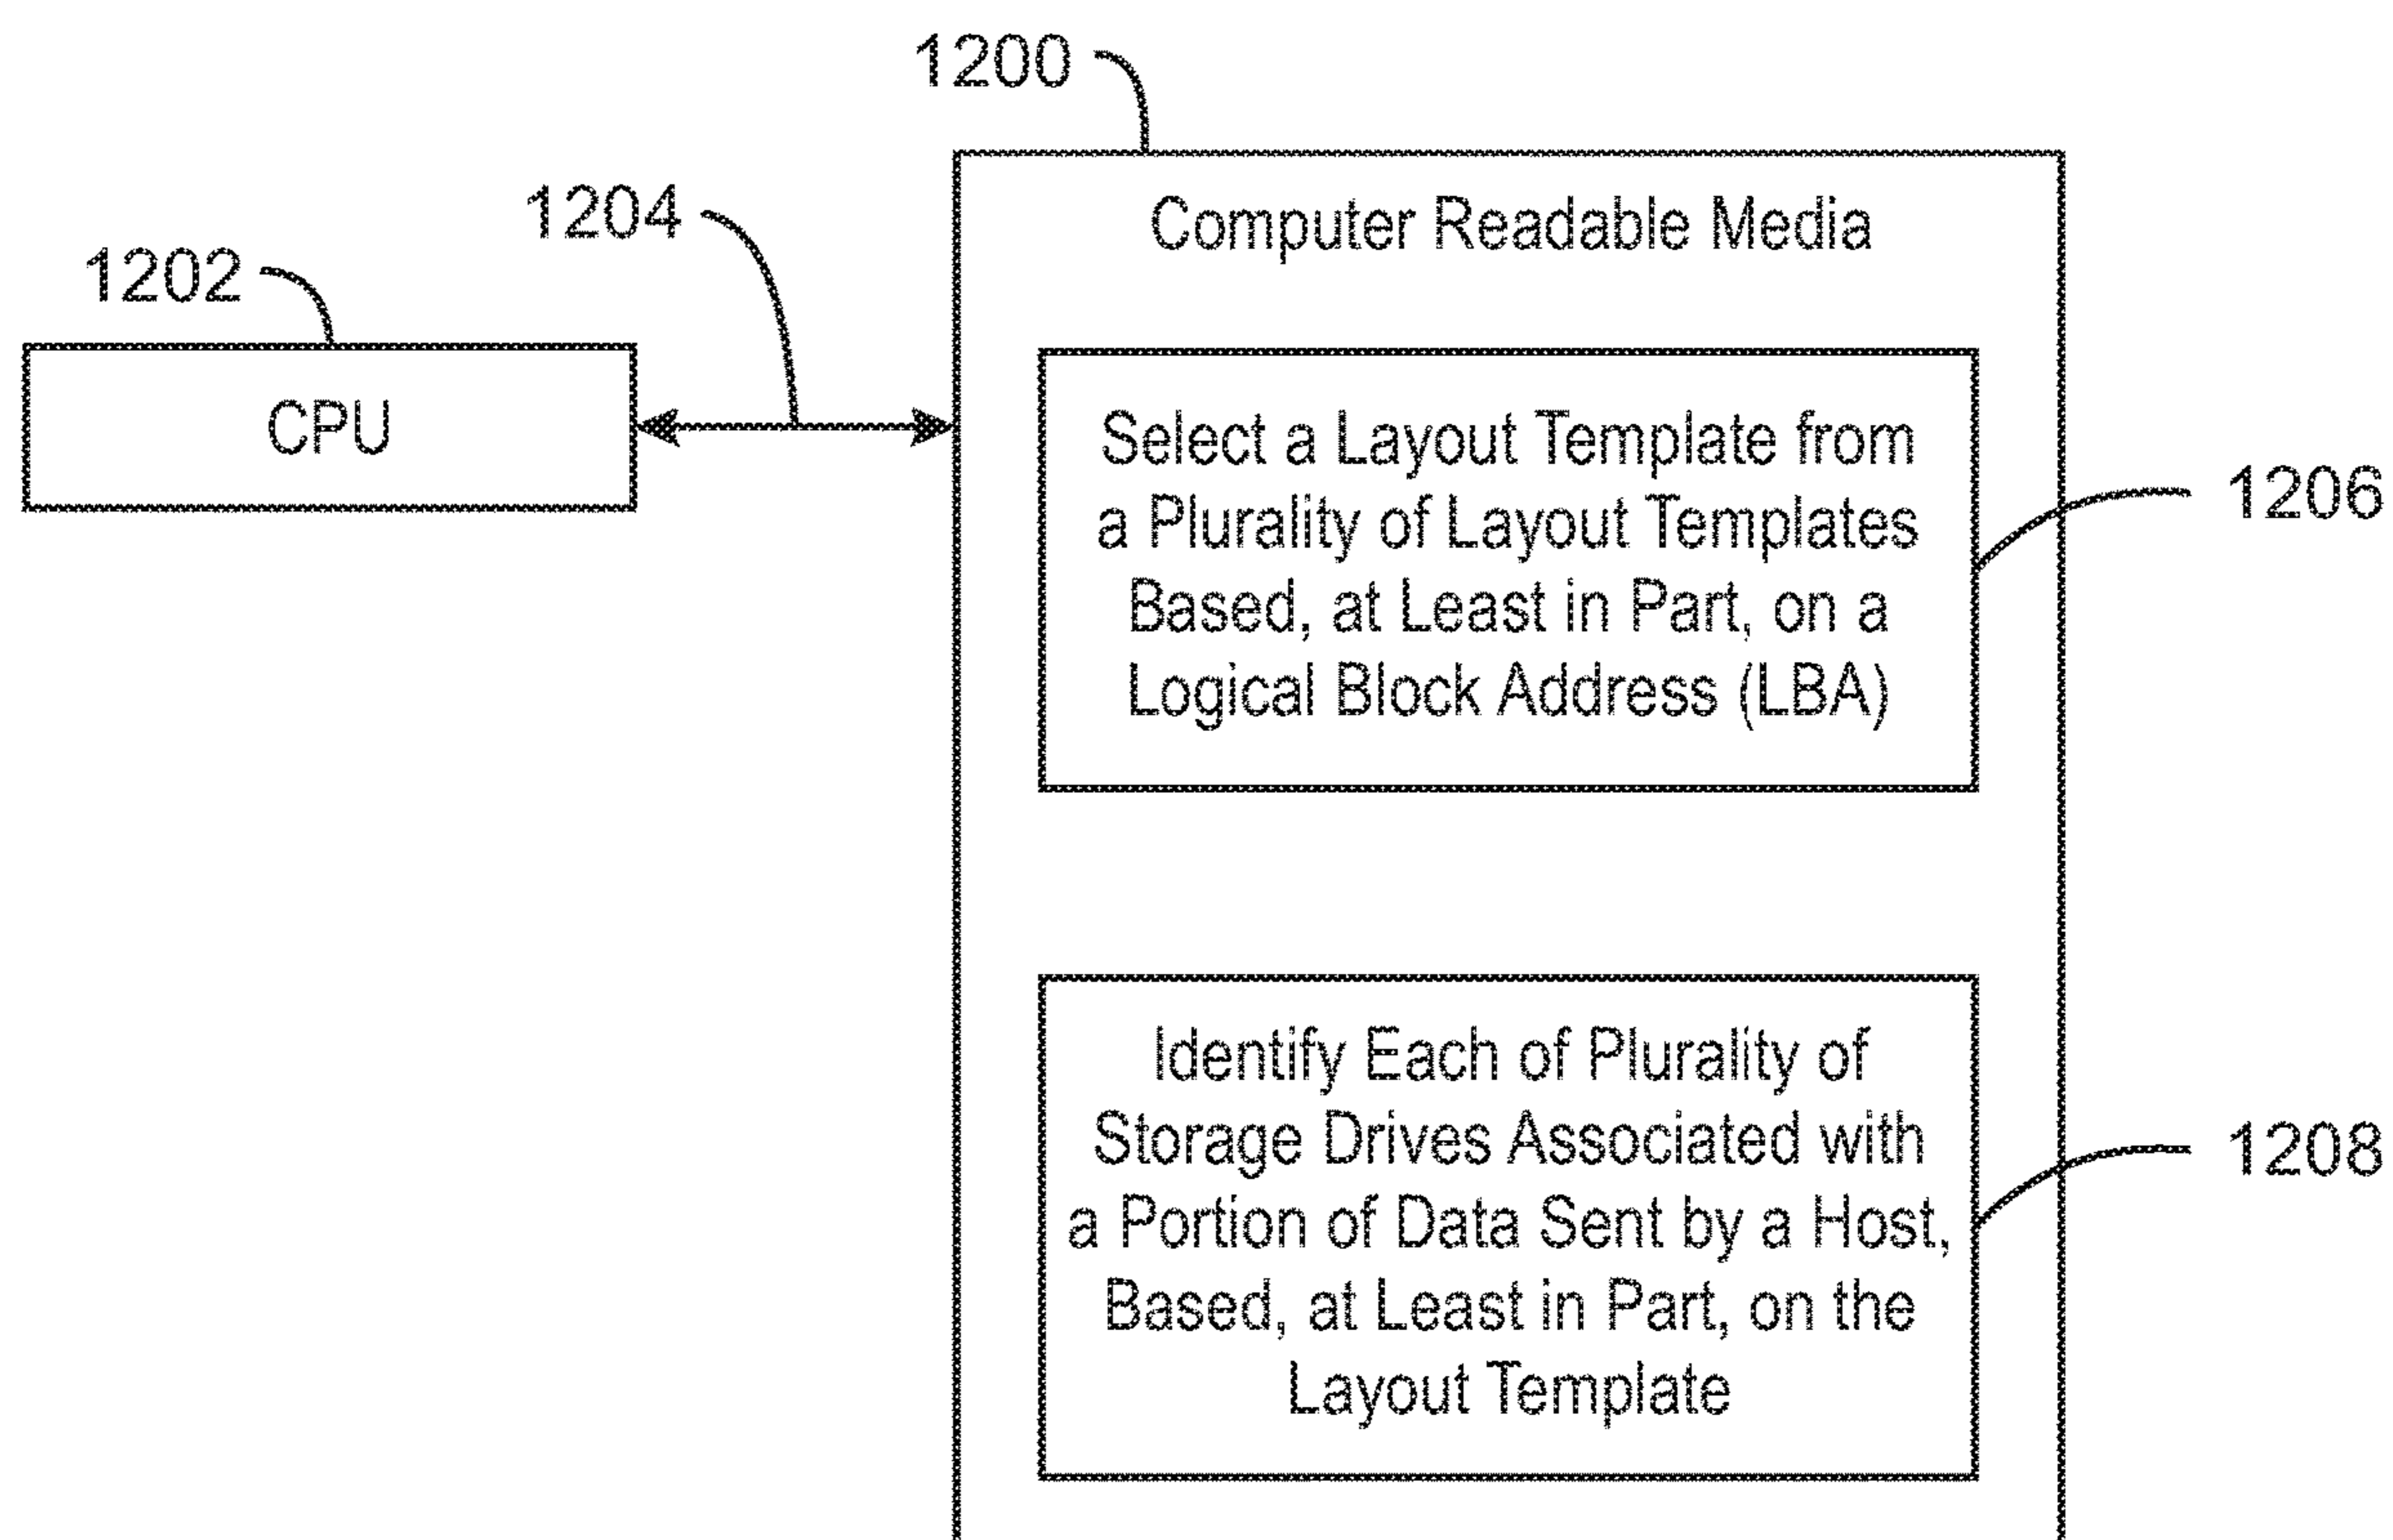 1200
1204
1202
Computer Readable Media
CPU
Select a Layout Template from
a Plurality of Layout Templates
Based, at Least in Part, on a
Logical Block Address (LBA)
1206
Identify Each of Plurality of
Storage Drives Associated with
a Portion of Data Sent by a Host,
Based, at Least in Part, on the
Layout Template
1208